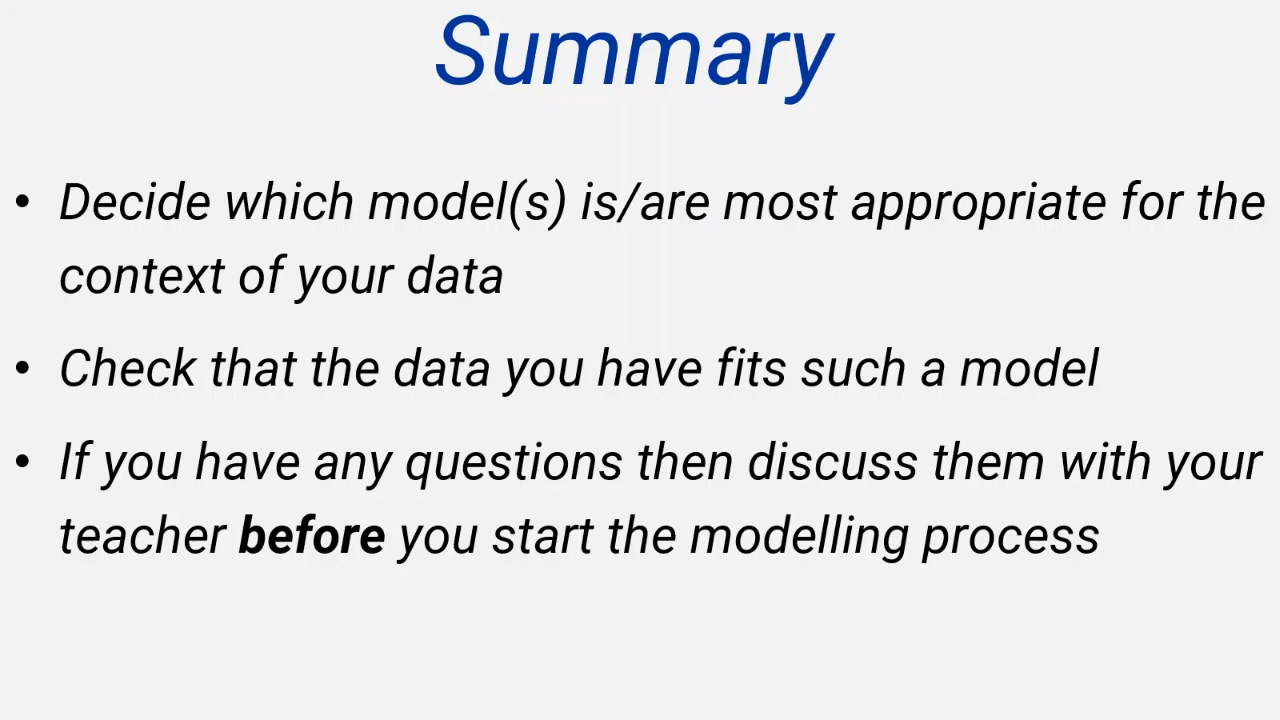 Summary
• Decide which model(s) is/are most appropriate for the
context of your data
• Check that the data you have fits such a model
• If you have any questions then discuss them with your
teacher before you start the modelling process